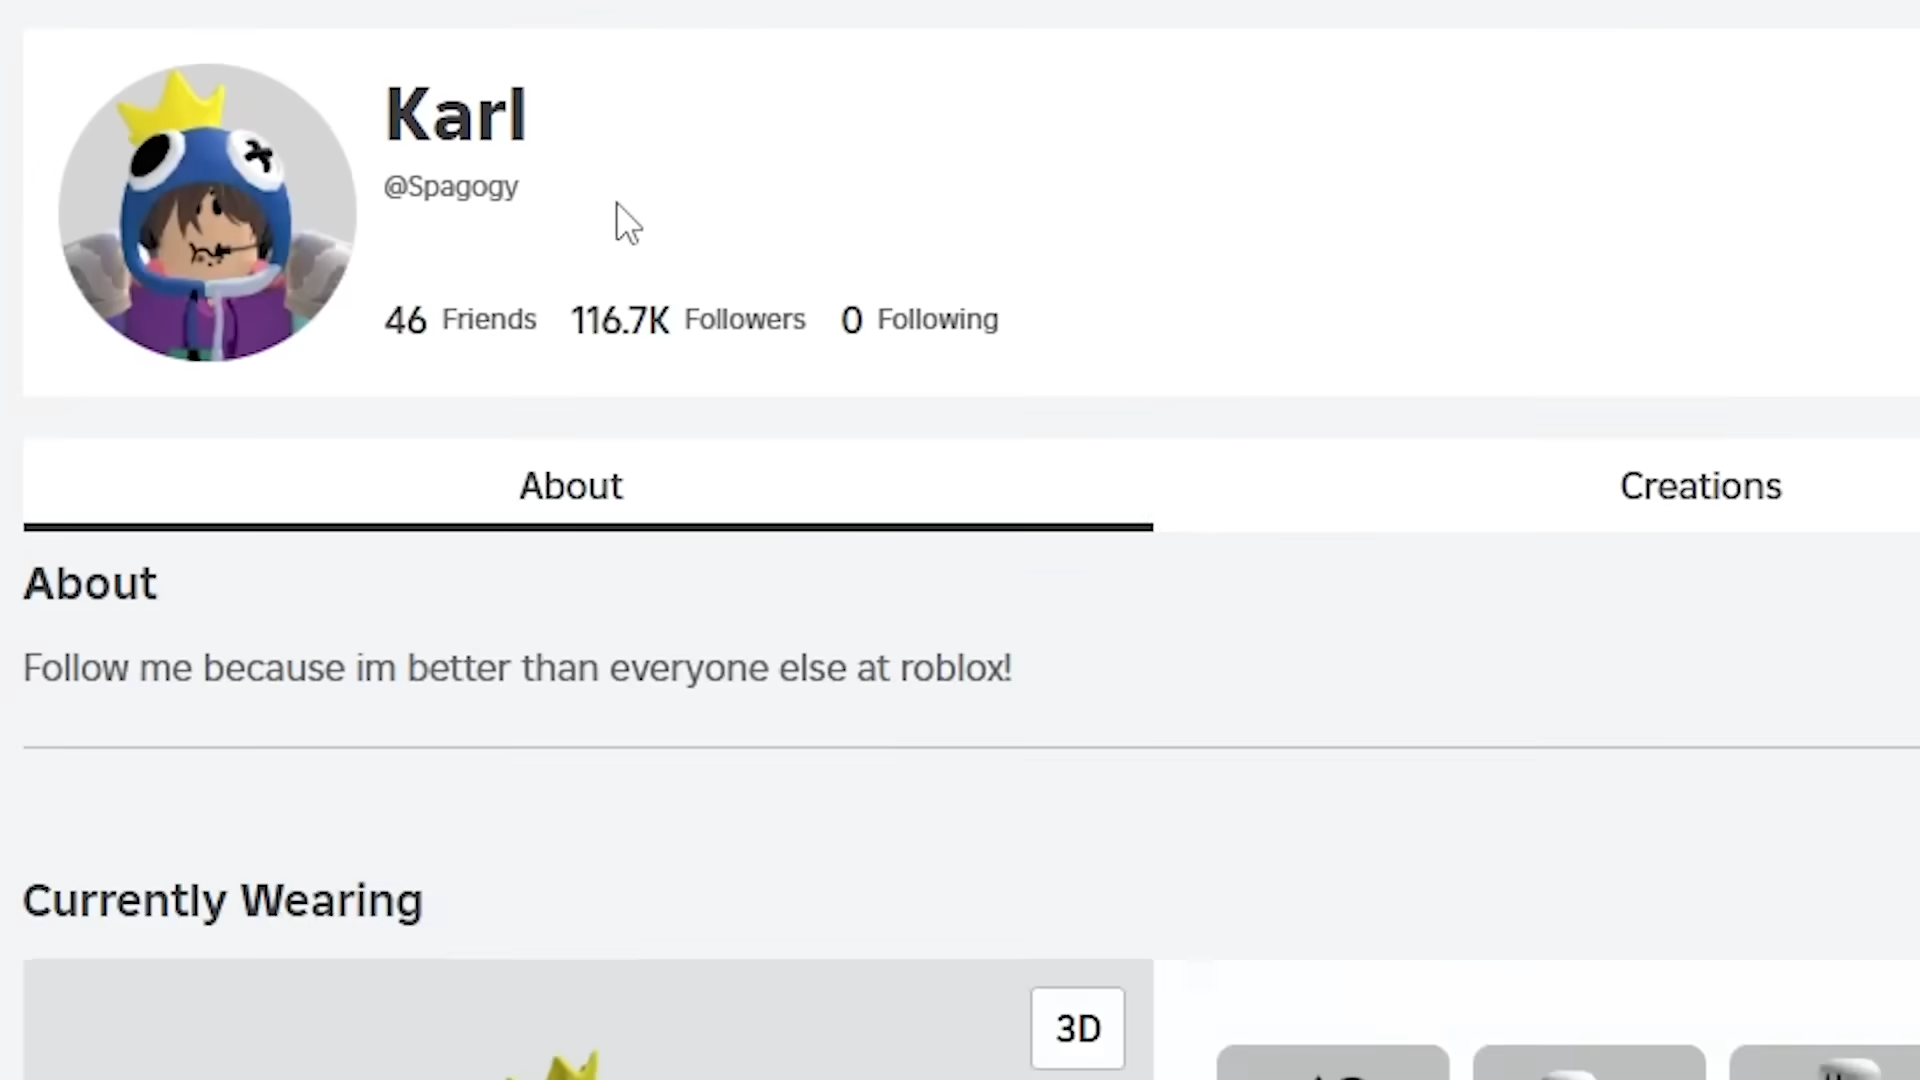 Karl
@Spagogy
46 Friends 116.7K Followers 0 Following
About Creations
About
Follow me because im better than everyone else at roblox!
Currently Wearing
3D